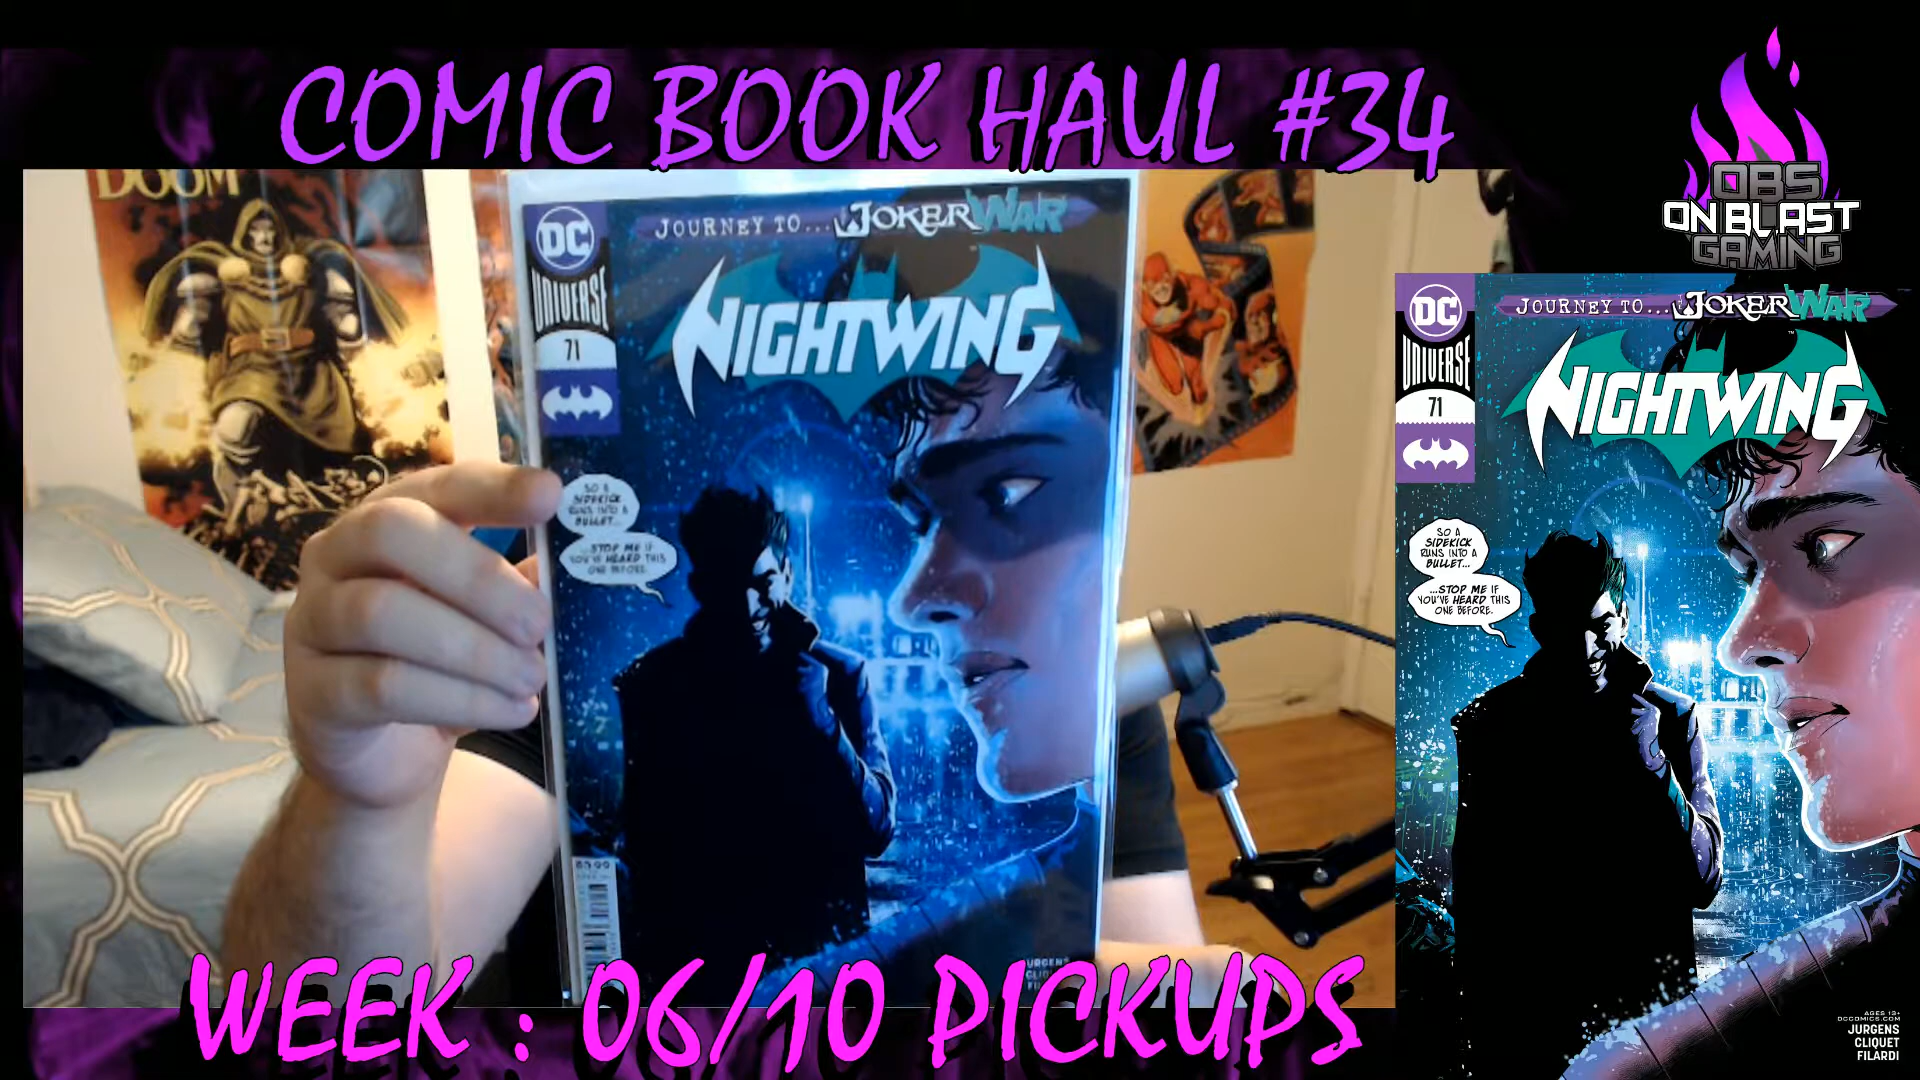 COMIC BOOK HAUL #34
OBS
ON BLAST
GAMING
DOOM
DC
UNIVERSE
71
JOURNEY TO... JOKER WAR
NIGHTWING
SO A
SIDEKICK
RUNS INTO A
BULLET...
...STOP ME IF
YOU'VE HEARD THIS
ONE BEFORE.
$3.99
DC
UNIVERSE
71
JOURNEY TO... JOKER WAR
NIGHTWING
SO A
SIDEKICK
RUNS INTO A
BULLET...
...STOP ME IF
YOU'VE HEARD THIS
ONE BEFORE.
AGES 13+
DCCOMICS.COM
JURGENS
CLIQUET
FILARDI
WEEK : 06/10 PICKUPS